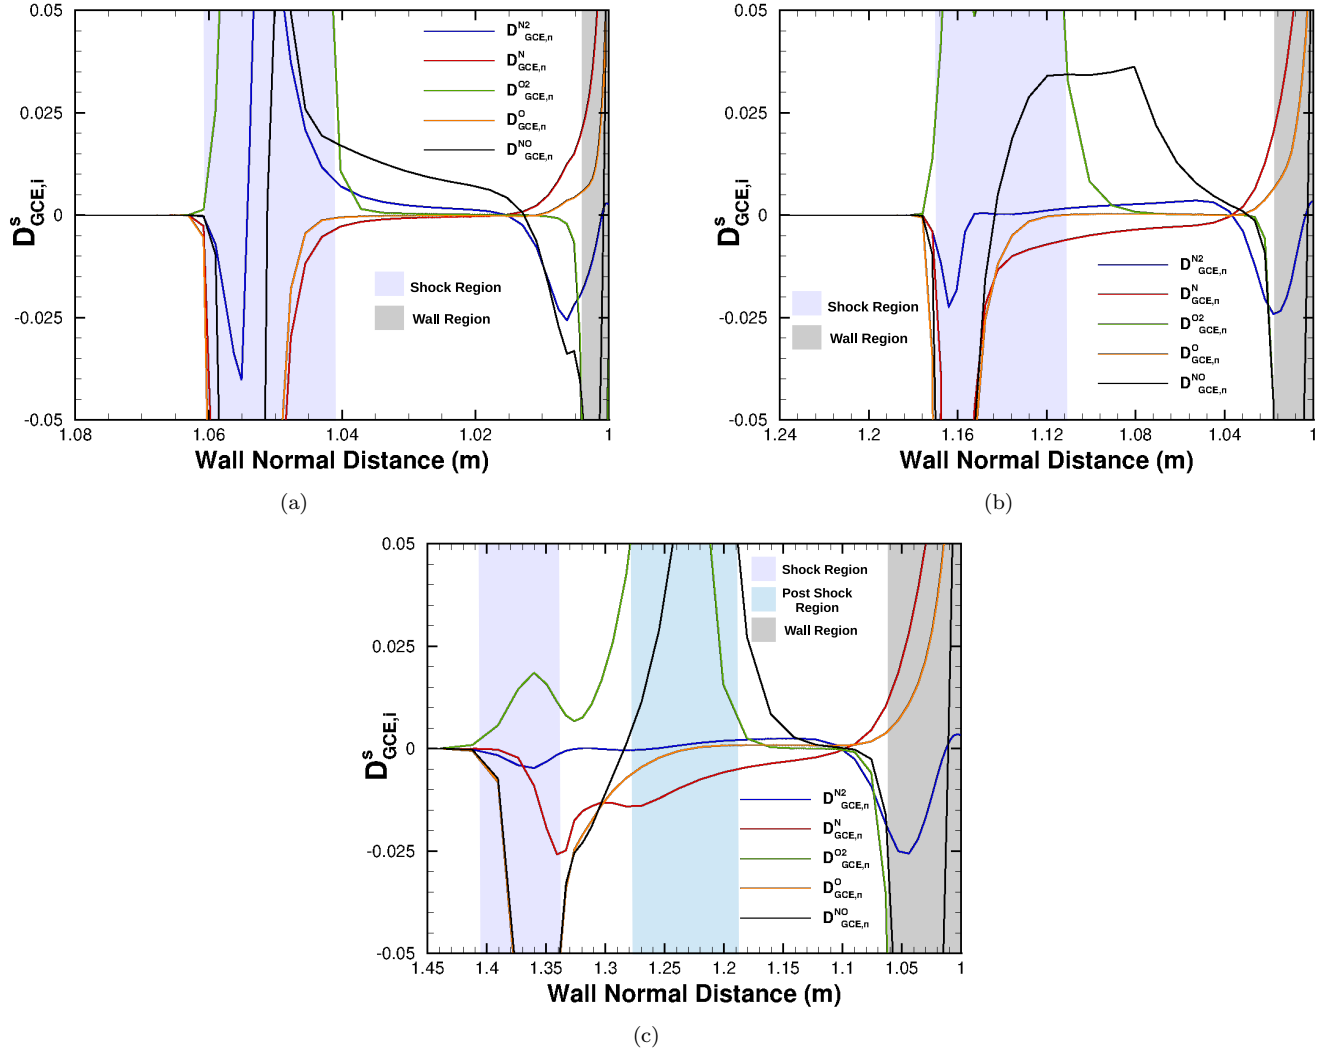 0.05
0.025
0
-0.025
-0.05
D^s_GCE,i
D^N2_GCE,n
D^N_GCE,n
D^O2_GCE,n
D^O_GCE,n
D^NO_GCE,n
Shock Region
Wall Region
1.08 1.06 1.04 1.02 1
Wall Normal Distance (m)
(a)
0.05
0.025
0
-0.025
-0.05
D^s_GCE,i
D^N2_GCE,n
D^N_GCE,n
D^O2_GCE,n
D^O_GCE,n
D^NO_GCE,n
Shock Region
Wall Region
1.24 1.2 1.16 1.12 1.08 1.04 1
Wall Normal Distance (m)
(b)
0.05
0.025
0
-0.025
-0.05
D^s_GCE,i
Shock Region
Post Shock
Region
Wall Region
D^N2_GCE,n
D^N_GCE,n
D^O2_GCE,n
D^O_GCE,n
D^NO_GCE,n
1.45 1.4 1.35 1.3 1.25 1.2 1.15 1.1 1.05 1
Wall Normal Distance (m)
(c)